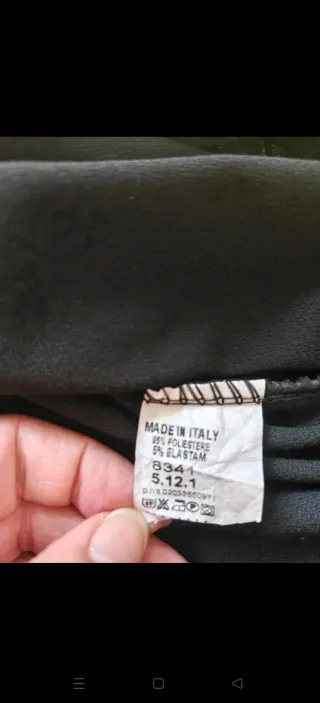 MADE IN ITALY
95% POLIESTERE
5% ELASTAM
8341
5.12.1